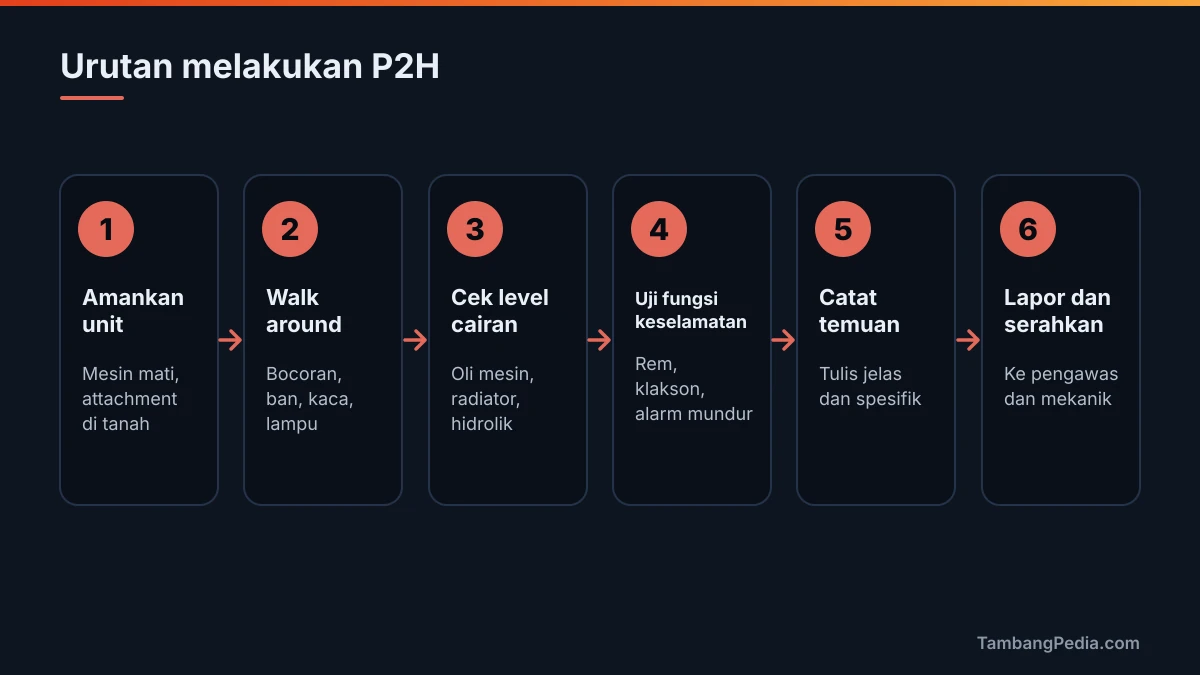 Urutan melakukan P2H
1
Amankan
unit
Mesin mati,
attachment
di tanah
2
Walk
around
Bocoran,
ban, kaca,
lampu
3
Cek level
cairan
Oli mesin,
radiator,
hidrolik
4
Uji fungsi
keselamatan
Rem,
klakson,
alarm mundur
5
Catat
temuan
Tulis jelas
dan spesifik
6
Lapor dan
serahkan
Ke pengawas
dan mekanik
TambangPedia.com